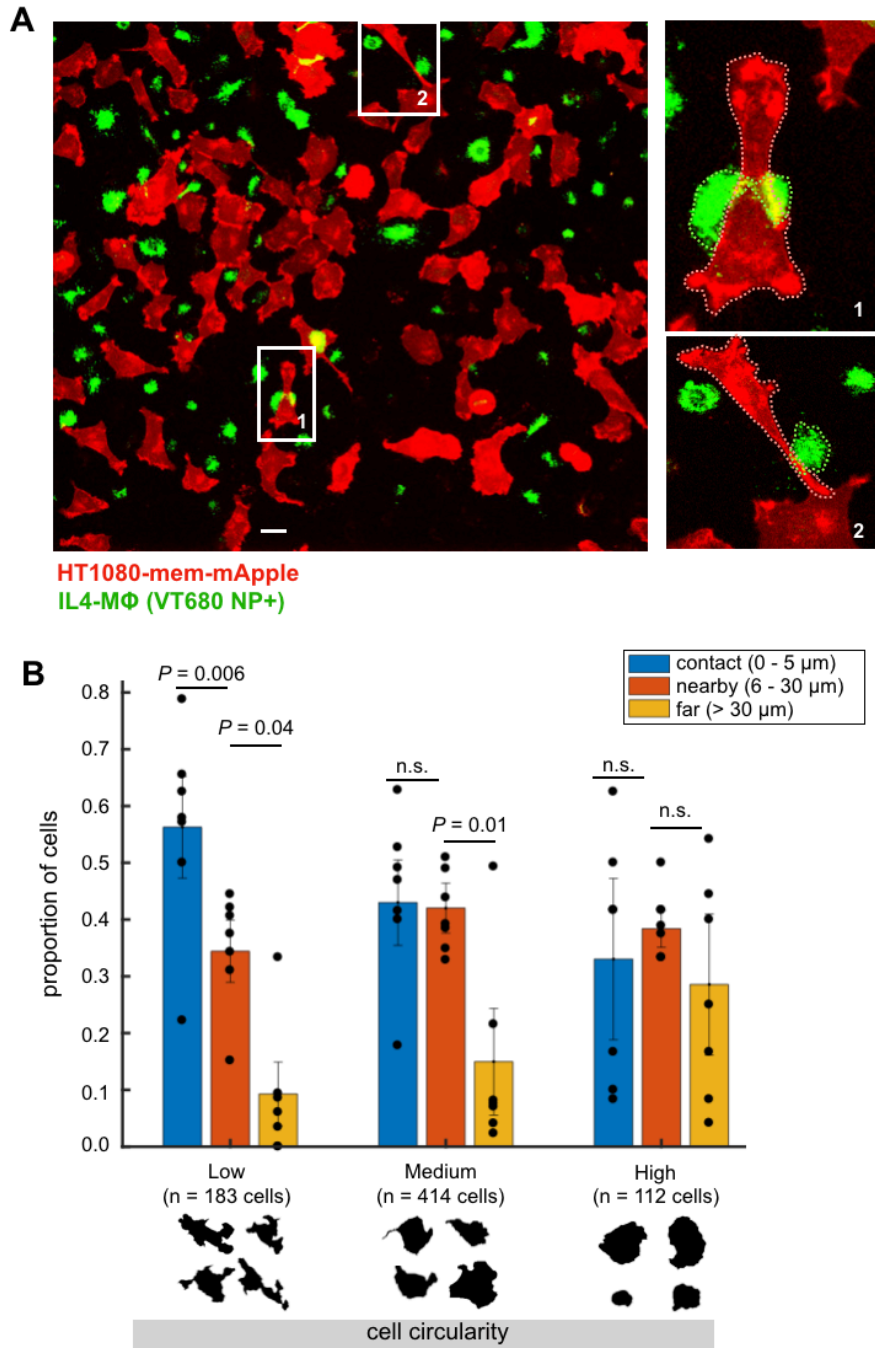 A
2
1
1
2
HT1080-mem-mApple
IL4-MΦ (VT680 NP+)
B
contact (0 - 5 µm)
nearby (6 - 30 µm)
far (> 30 µm)
P = 0.006
P = 0.04
n.s.
P = 0.01
n.s.
n.s.
proportion of cells
0.8
0.7
0.6
0.5
0.4
0.3
0.2
0.1
0.0
Low
(n = 183 cells)
Medium
(n = 414 cells)
High
(n = 112 cells)
cell circularity